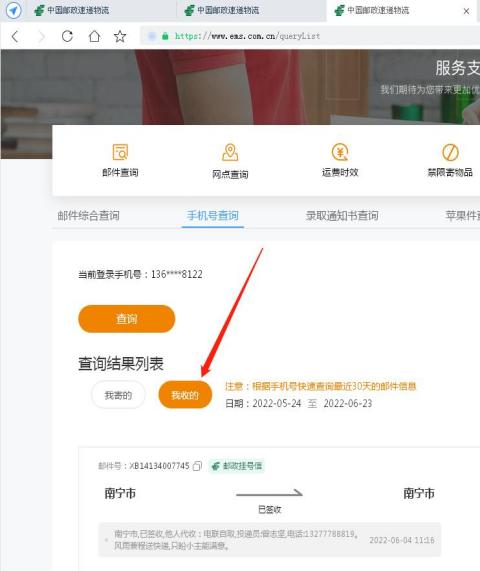 中国邮政速递物流
中国邮政速递物流
中国邮政速递物流
https://www.ems.com.cn/queryList
服务支
我们期待为您带来更加优
邮件查询
网点查询
运费时效
禁限寄物品
邮件综合查询
手机号查询
录取通知书查询
苹果件查
当前登录手机号：136****8122
查询
查询结果列表
我寄的
我收的
注意：根据手机号快速查询最近30天的邮件信息
日期：2022-05-24 至 2022-06-23
邮件号：XB14134007745
邮政挂号信
南宁市
南宁市
已签收
南宁市,已签收,他人代收：电联自取,投递员:曾志坚,电话:13277788819,
风雨兼程送快递,只盼小主能满意。
2022-06-04 11:16